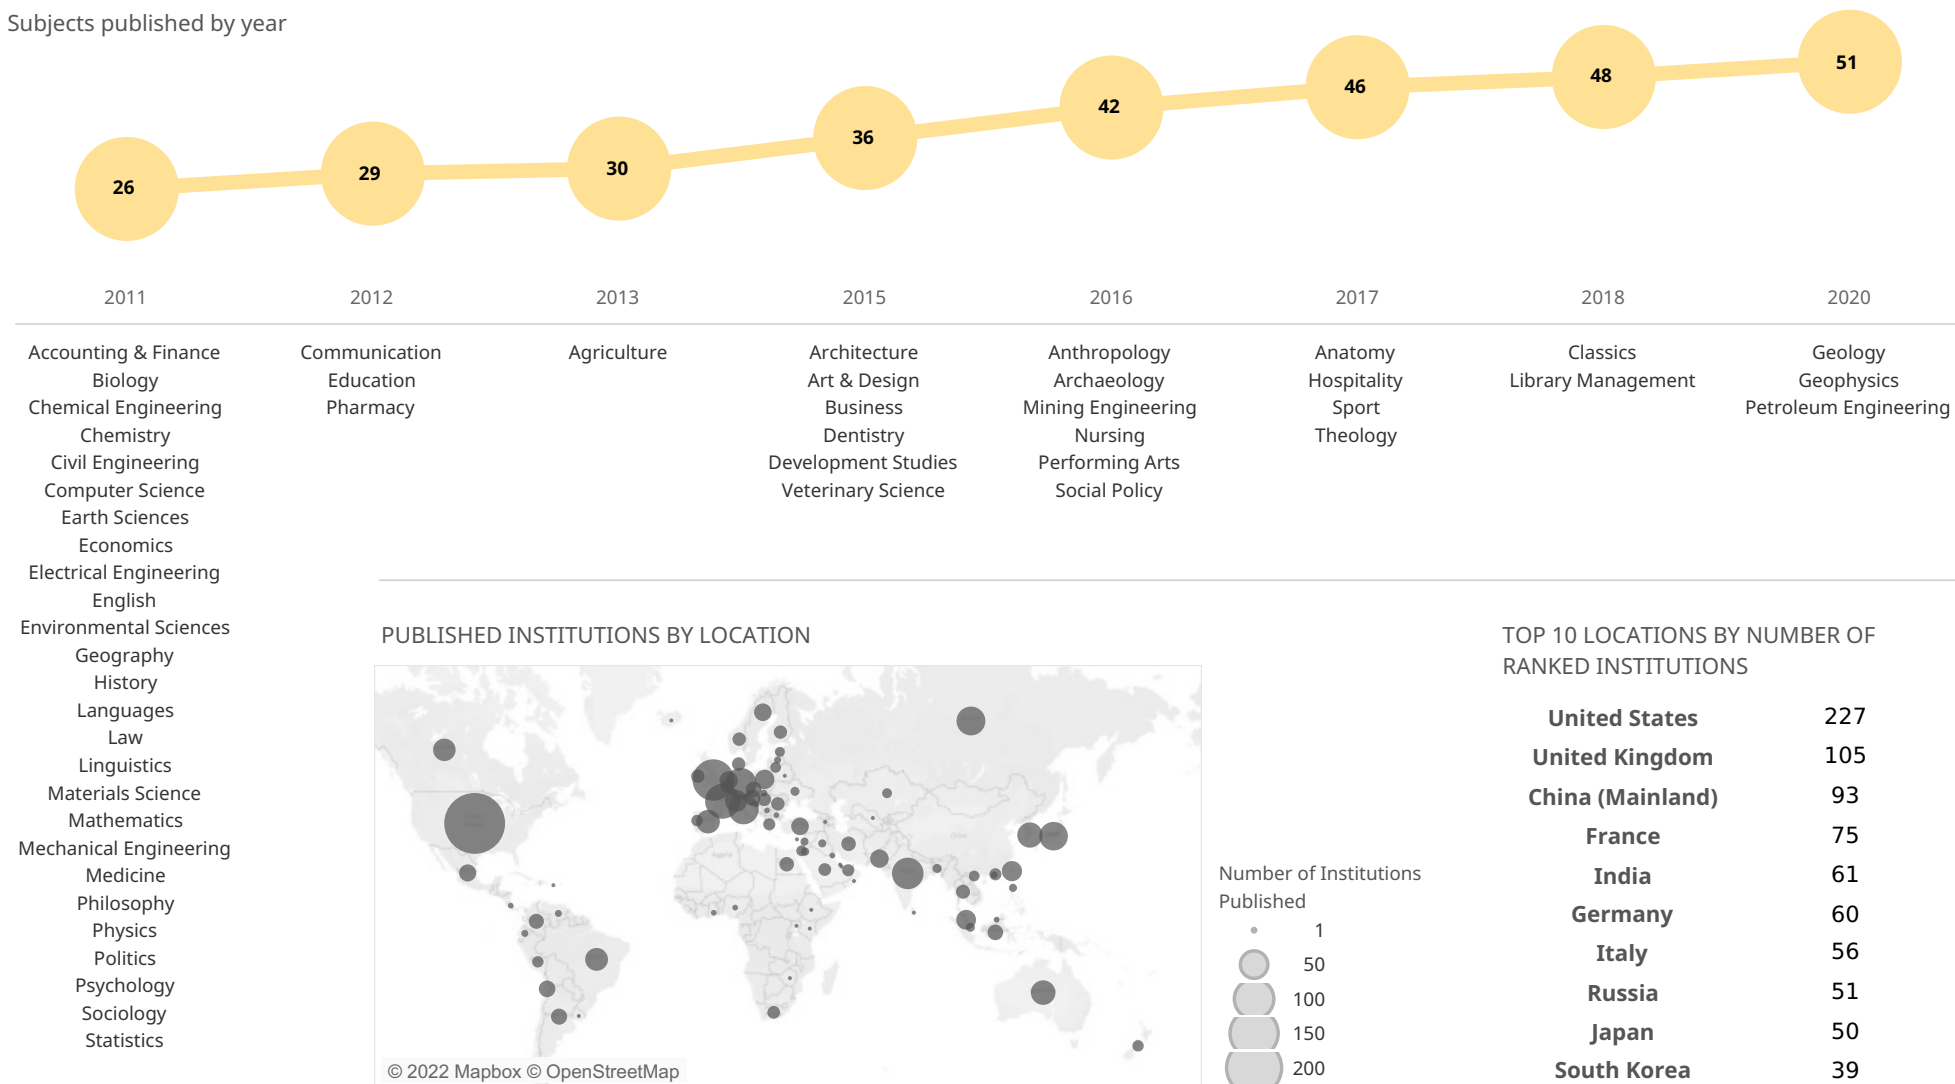 Subjects published by year
26
29
30
36
42
46
48
51
2011
2012
2013
2015
2016
2017
2018
2020
Accounting & Finance
Biology
Chemical Engineering
Chemistry
Civil Engineering
Computer Science
Earth Sciences
Economics
Electrical Engineering
English
Environmental Sciences
Geography
History
Languages
Law
Linguistics
Materials Science
Mathematics
Mechanical Engineering
Medicine
Philosophy
Physics
Politics
Psychology
Sociology
Statistics
Communication
Education
Pharmacy
Agriculture
Architecture
Art & Design
Business
Dentistry
Development Studies
Veterinary Science
Anthropology
Archaeology
Mining Engineering
Nursing
Performing Arts
Social Policy
Anatomy
Hospitality
Sport
Theology
Classics
Library Management
Geology
Geophysics
Petroleum Engineering
PUBLISHED INSTITUTIONS BY LOCATION
© 2022 Mapbox © OpenStreetMap
Number of Institutions
Published
1
50
100
150
200
TOP 10 LOCATIONS BY NUMBER OF
RANKED INSTITUTIONS
United States 227
United Kingdom 105
China (Mainland) 93
France 75
India 61
Germany 60
Italy 56
Russia 51
Japan 50
South Korea 39